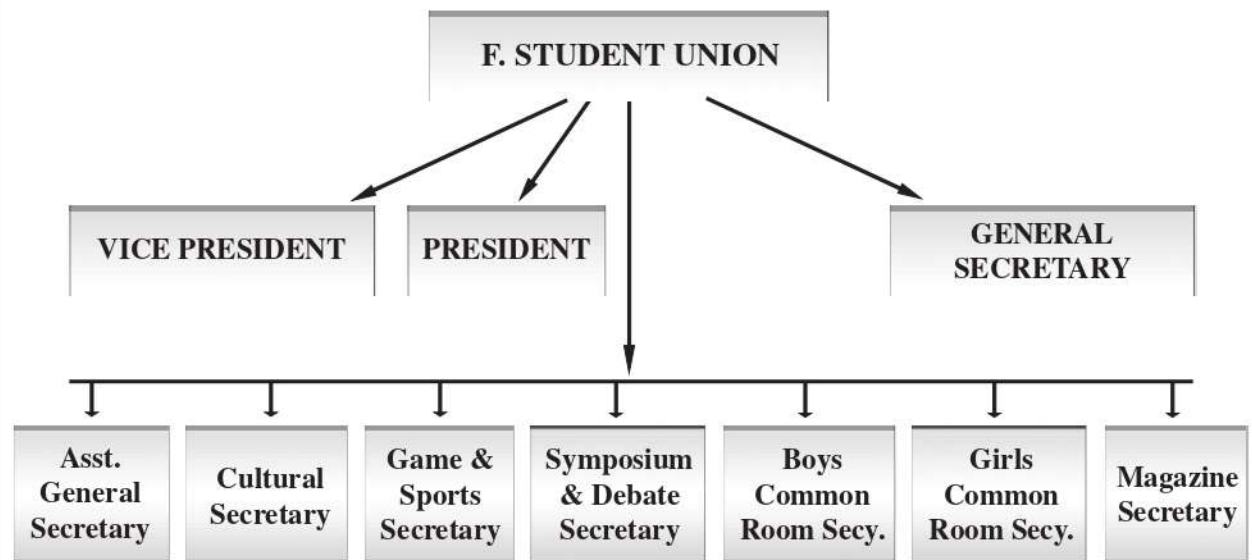 F. STUDENT UNION
VICE PRESIDENT
PRESIDENT
GENERAL
SECRETARY
Asst.
General
Secretary
Cultural
Secretary
Game &
Sports
Secretary
Symposium
& Debate
Secretary
Boys
Common
Room Secy.
Girls
Common
Room Secy.
Magazine
Secretary